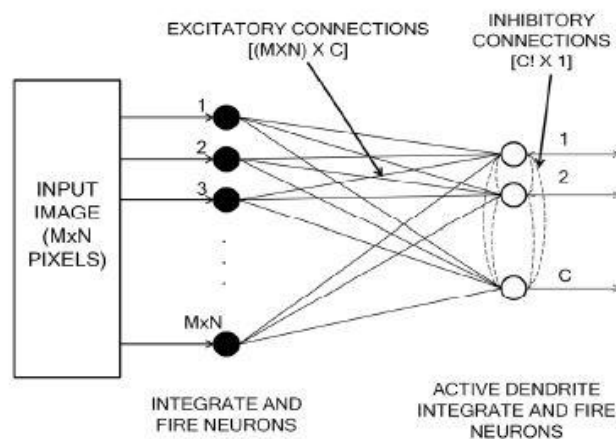 EXCITATORY CONNECTIONS
[(MXN) X C]
INHIBITORY
CONNECTIONS
[C! X 1]
INPUT
IMAGE
(MxN
PIXELS)
1
2
3
.
.
.
MxN
1
2
C
INTEGRATE AND
FIRE NEURONS
ACTIVE DENDRITE
INTEGRATE AND FIRE
NEURONS